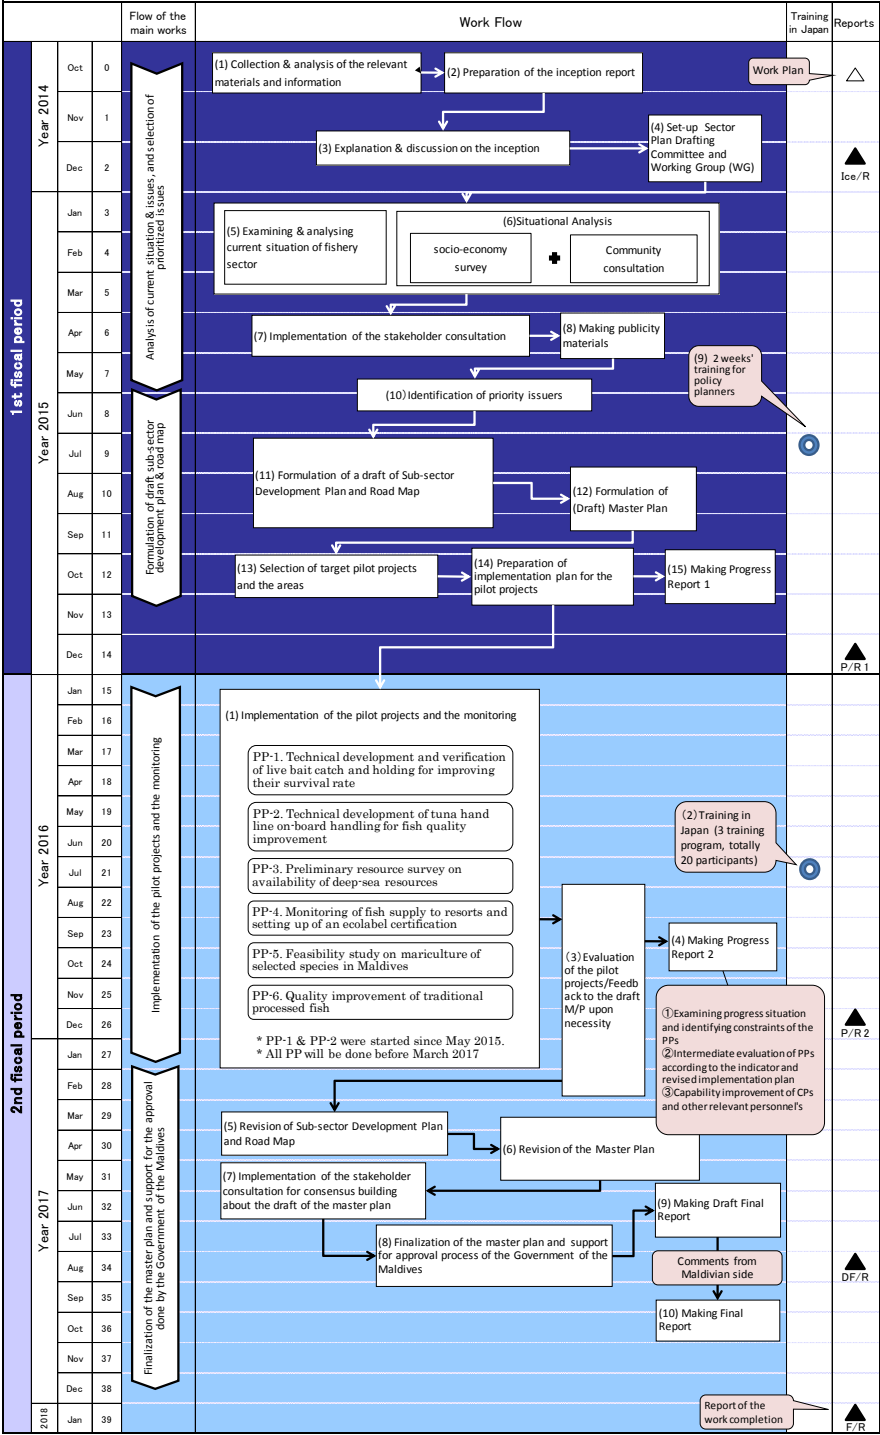 Flow of the
main works
Work Flow
Training
in Japan
Reports
1st fiscal period
2nd fiscal period
Year 2014
Year 2015
Year 2016
Year 2017
2018
Oct 0
Nov 1
Dec 2
Jan 3
Feb 4
Mar 5
Apr 6
May 7
Jun 8
Jul 9
Aug 10
Sep 11
Oct 12
Nov 13
Dec 14
Jan 15
Feb 16
Mar 17
Apr 18
May 19
Jun 20
Jul 21
Aug 22
Sep 23
Oct 24
Nov 25
Dec 26
Jan 27
Feb 28
Mar 29
Apr 30
May 31
Jun 32
Jul 33
Aug 34
Sep 35
Oct 36
Nov 37
Dec 38
Jan 39
Analysis of current situation & issues, and selection of
prioritized issues
Formulation of draft sub-sector
development plan & road map
Implementation of the pilot projects and the monitoring
Finalization of the master plan and support for the approval
done by the Government of the Maldives
(1) Collection & analysis of the relevant
materials and information
(2) Preparation of the inception report
Work Plan
(3) Explanation & discussion on the inception
(4) Set-up Sector
Plan Drafting
Committee and
Working Group (WG)
Ice/R
(5) Examining & analysing
current situation of fishery
sector
(6)Situational Analysis
socio-economy
survey
Community
consultation
(7) Implementation of the stakeholder consultation
(8) Making publicity
materials
(9) 2 weeks'
training for
policy
planners
(10)Identification of priority issuers
(11) Formulation of a draft of Sub-sector
Development Plan and Road Map
(12) Formulation of
(Draft) Master Plan
(13) Selection of target pilot projects
and the areas
(14) Preparation of
implementation plan for the
pilot projects
(15) Making Progress
Report 1
P/R 1
(1) Implementation of the pilot projects and the monitoring
PP-1. Technical development and verification
of live bait catch and holding for improving
their survival rate
PP-2. Technical development of tuna hand
line on-board handling for fish quality
improvement
PP-3. Preliminary resource survey on
availability of deep-sea resources
PP-4. Monitoring of fish supply to resorts and
setting up of an ecolabel certification
PP-5. Feasibility study on mariculture of
selected species in Maldives
PP-6. Quality improvement of traditional
processed fish
* PP-1 & PP-2 were started since May 2015.
* All PP will be done before March 2017
(2)Training in
Japan (3 training
program, totally
20 participants)
(3) Evaluation
of the pilot
projects/Feedb
ack to the draft
M/P upon
necessity
(4) Making Progress
Report 2
①Examining progress situation
and identifying constraints of the
PPs
②Intermediate evaluation of PPs
according to the indicator and
revised implementation plan
③Capability improvement of CPs
and other relevant personnel's
P/R 2
(5) Revision of Sub-sector Development Plan
and Road Map
(6) Revision of the Master Plan
(7) Implementation of the stakeholder
consultation for consensus building
about the draft of the master plan
(8) Finalization of the master plan and support
for approval process of the Government of the
Maldives
(9) Making Draft Final
Report
Comments from
Maldivian side
DF/R
(10) Making Final
Report
Report of the
work completion
F/R